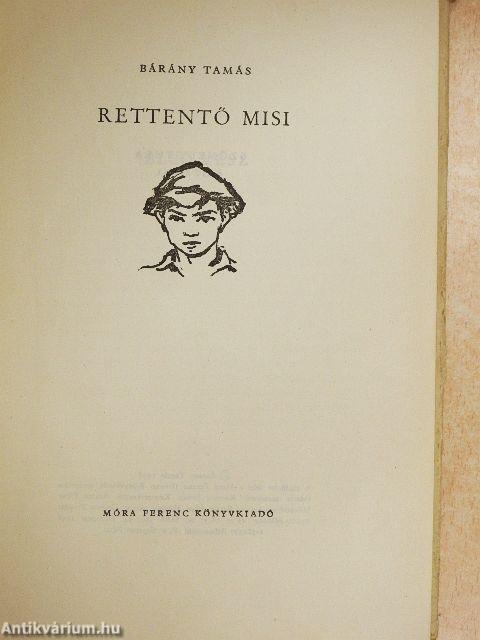 BÁRÁNY TAMÁS
RETTENTŐ MISI
MÓRA FERENC KÖNYVKIADÓ
Antikvárium.hu